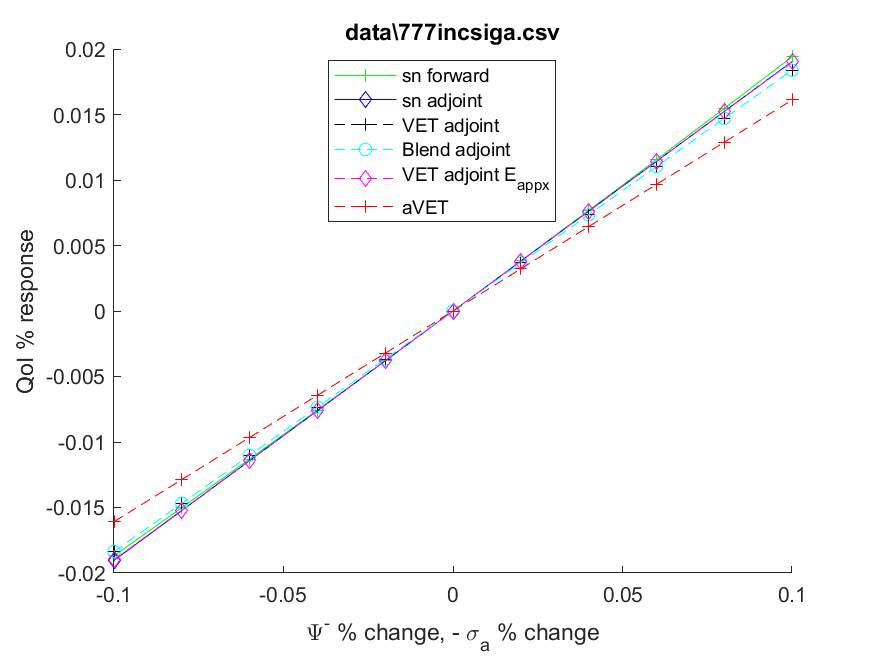 data\777incsiga.csv
0.02
0.015
0.01
0.005
0
-0.005
-0.01
-0.015
-0.02
QoI % response
sn forward
sn adjoint
VET adjoint
Blend adjoint
VET adjoint E_appx
aVET
-0.1 -0.05 0 0.05 0.1
Ψ⁻ % change, - σ_a % change